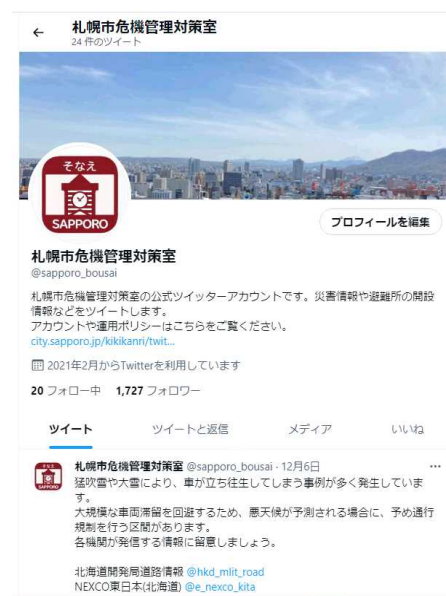 札幌市危機管理対策室
24 件のツイート
そなえ
SAPPORO
プロフィールを編集
札幌市危機管理対策室
@sapporo_bousai
札幌市危機管理対策室の公式ツイッターアカウントです。災害情報や避難所の開設
情報などをツイートします。
アカウントや運用ポリシーはこちらをご覧ください。
city.sapporo.jp/kikikanri/twit...
2021年2月からTwitterを利用しています
20 フォロー中 1,727 フォロワー
ツイート ツイートと返信 メディア いいね
そなえ
札幌市危機管理対策室 @sapporo_bousai · 12月6日
猛吹雪や大雪により、車が立ち往生してしまう事例が多く発生していま
す。
大規模な車両滞留を回避するため、悪天候が予測される場合に、予め通行
規制を行う区間があります。
各機関が発信する情報に留意しましょう。
北海道開発局道路情報 @hkd_mlit_road
NEXCO東日本(北海道) @e_nexco_kita